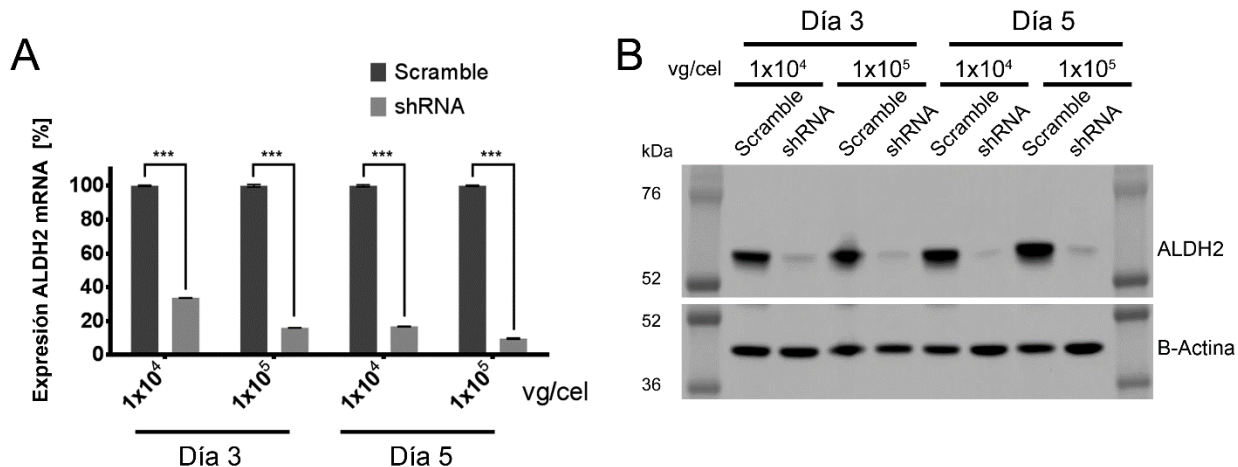 A
Scramble
shRNA
*** *** *** ***
Expresión ALDH2 mRNA [%]
100
80
60
40
20
0
1x10⁴ 1x10⁵ 1x10⁴ 1x10⁵ vg/cel
Día 3 Día 5
B
Día 3 Día 5
vg/cel 1x10⁴ 1x10⁵ 1x10⁴ 1x10⁵
Scramble shRNA Scramble shRNA Scramble shRNA Scramble shRNA
kDa
76
ALDH2
52
52
B-Actina
36